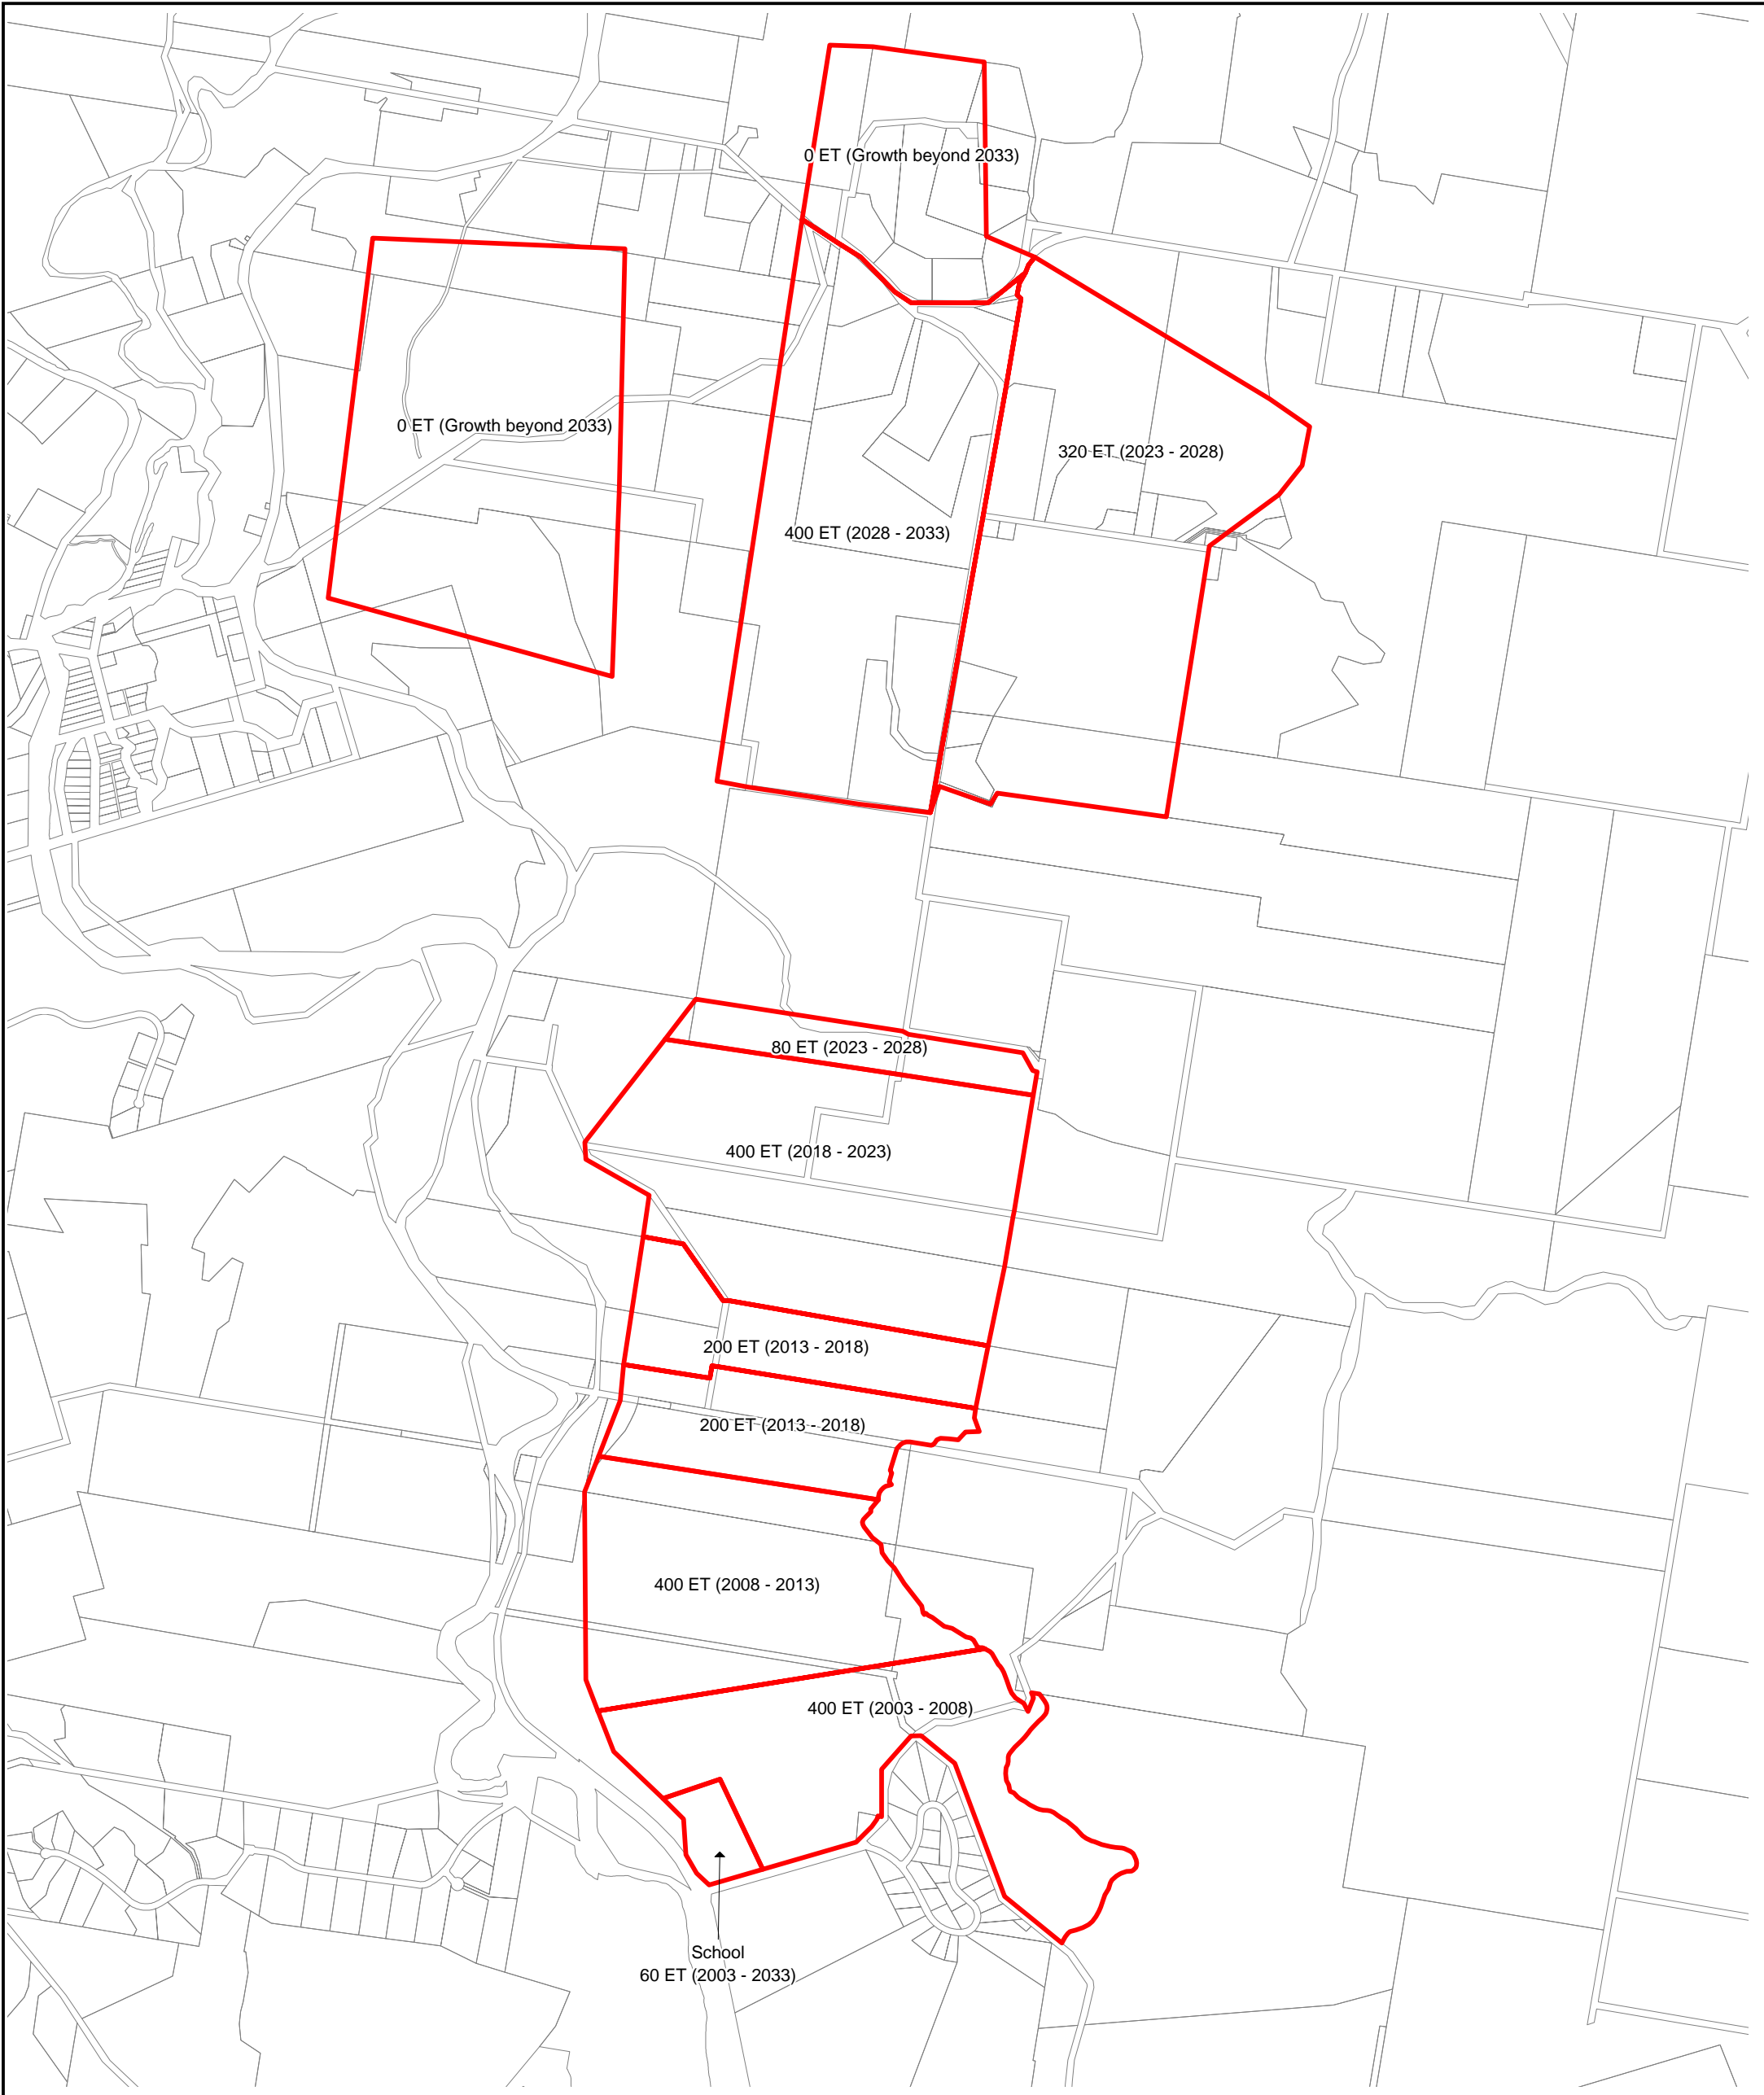 0 ET (Growth beyond 2033)
0 ET (Growth beyond 2033)
320 ET (2023 - 2028)
400 ET (2028 - 2033)
80 ET (2023 - 2028)
400 ET (2018 - 2023)
200 ET (2013 - 2018)
200 ET (2013 - 2018)
400 ET (2008 - 2013)
400 ET (2003 - 2008)
School
60 ET (2003 - 2033)